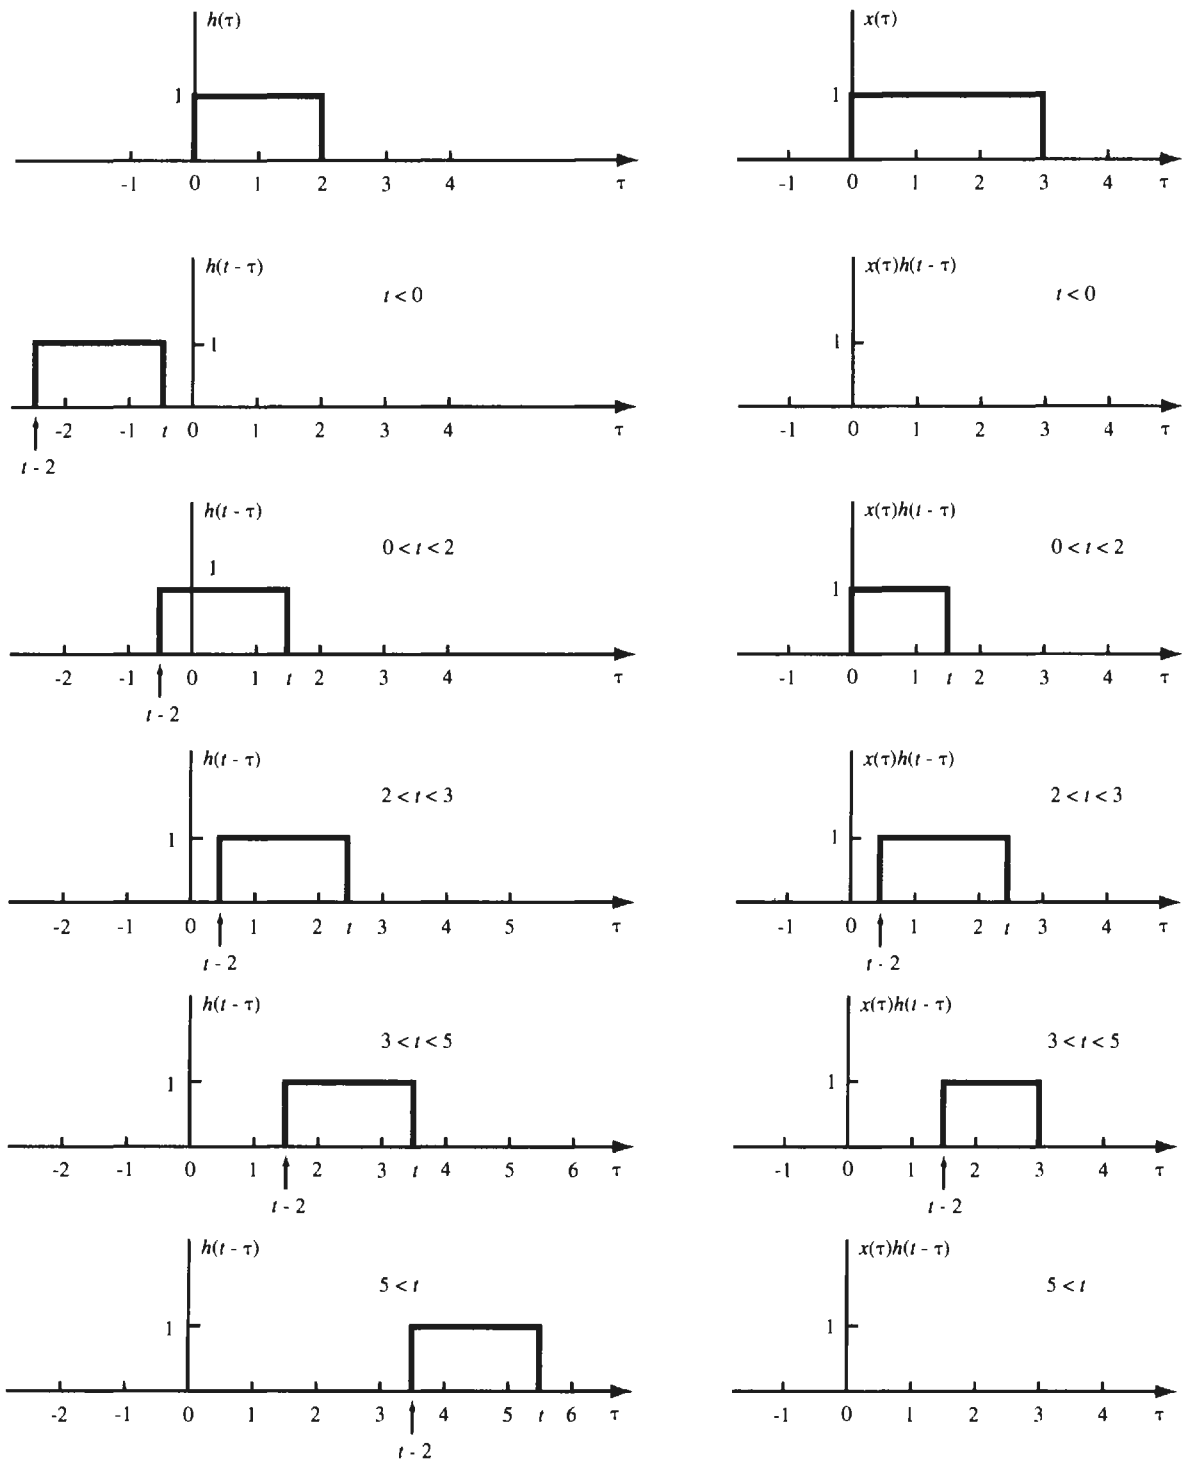 h(τ)
1
-1 0 1 2 3 4 τ
x(τ)
1
-1 0 1 2 3 4 τ
h(t - τ)
t < 0
1
-2 -1 t 0 1 2 3 4 τ
t - 2
x(τ)h(t - τ)
t < 0
1
-1 0 1 2 3 4 τ
h(t - τ)
0 < t < 2
1
-2 -1 0 1 t 2 3 4 τ
t - 2
x(τ)h(t - τ)
0 < t < 2
1
-1 0 1 t 2 3 4 τ
h(t - τ)
2 < t < 3
1
-2 -1 0 1 2 t 3 4 5 τ
t - 2
x(τ)h(t - τ)
2 < t < 3
1
-1 0 1 2 t 3 4 τ
t - 2
h(t - τ)
3 < t < 5
1
-2 -1 0 1 2 3 t 4 5 6 τ
t - 2
x(τ)h(t - τ)
3 < t < 5
1
-1 0 1 2 3 4 τ
t - 2
h(t - τ)
5 < t
1
-2 -1 0 1 2 3 4 5 t 6 τ
t - 2
x(τ)h(t - τ)
5 < t
1
-1 0 1 2 3 4 τ